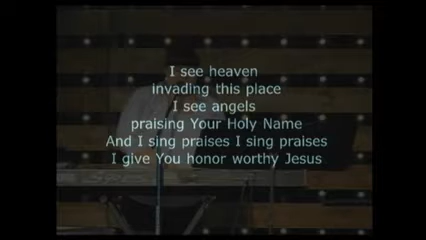 I see heaven
invading this place
I see angels
praising Your Holy Name
And I sing praises I sing praises
I give You honor worthy Jesus